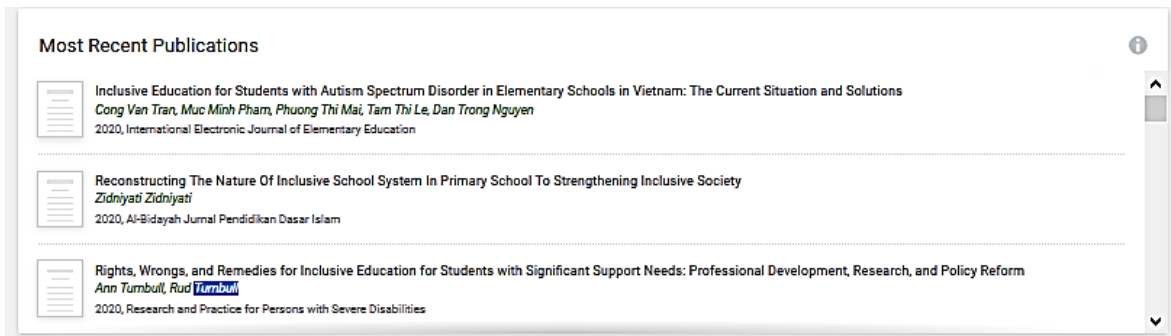 Most Recent Publications
Inclusive Education for Students with Autism Spectrum Disorder in Elementary Schools in Vietnam: The Current Situation and Solutions
Cong Van Tran, Muc Minh Pham, Phuong Thi Mai, Tam Thi Le, Dan Trong Nguyen
2020, International Electronic Journal of Elementary Education
Reconstructing The Nature Of Inclusive School System In Primary School To Strengthening Inclusive Society
Zidniyati Zidniyati
2020, Al-Bidayah Jurnal Pendidikan Dasar Islam
Rights, Wrongs, and Remedies for Inclusive Education for Students with Significant Support Needs: Professional Development, Research, and Policy Reform
Ann Turnbull, Rud Turnbull
2020, Research and Practice for Persons with Severe Disabilities